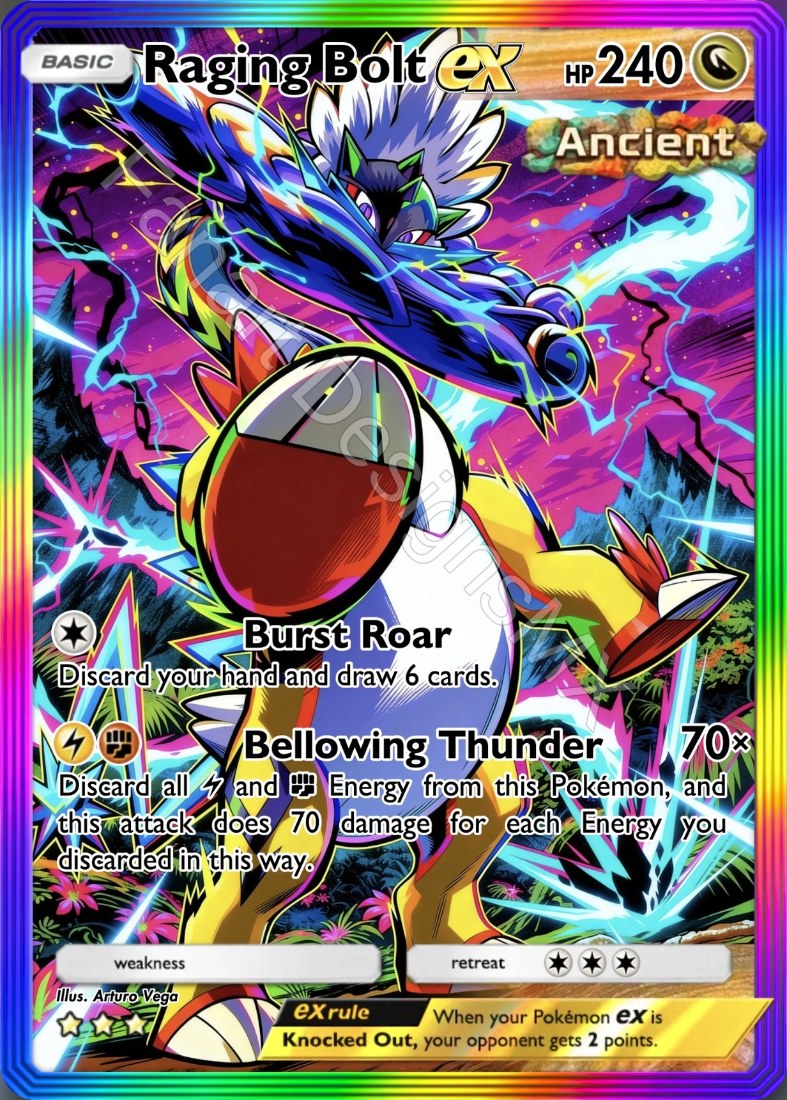 BASIC Raging Bolt ex HP 240
Ancient
FanArtDesignsNX
Burst Roar
Discard your hand and draw 6 cards.
Bellowing Thunder 70×
Discard all and Energy from this Pokémon, and
this attack does 70 damage for each Energy you
discarded in this way.
weakness retreat
Illus. Arturo Vega
ex rule When your Pokémon ex is
Knocked Out, your opponent gets 2 points.